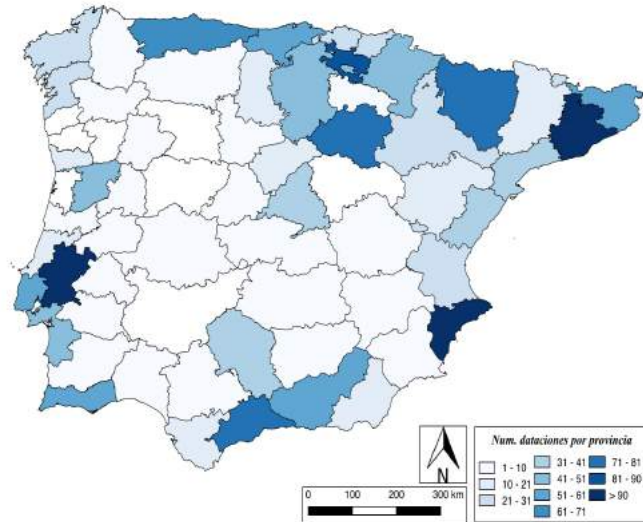 N
0 100 200 300 km
Num. dataciones por provincia
1 - 10
10 - 21
21 - 31
31 - 41
41 - 51
51 - 61
61 - 71
71 - 81
81 - 90
> 90